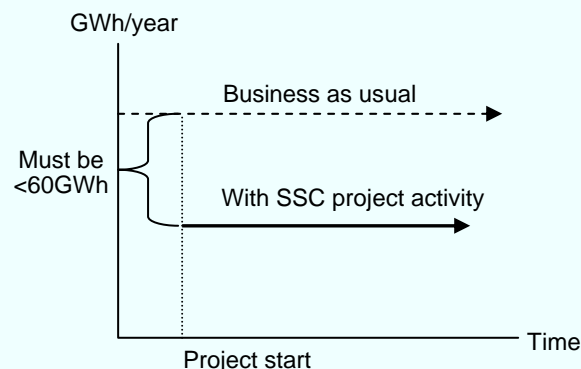 GWh/year
Business as usual
Must be
<60GWh
With SSC project activity
Time
Project start